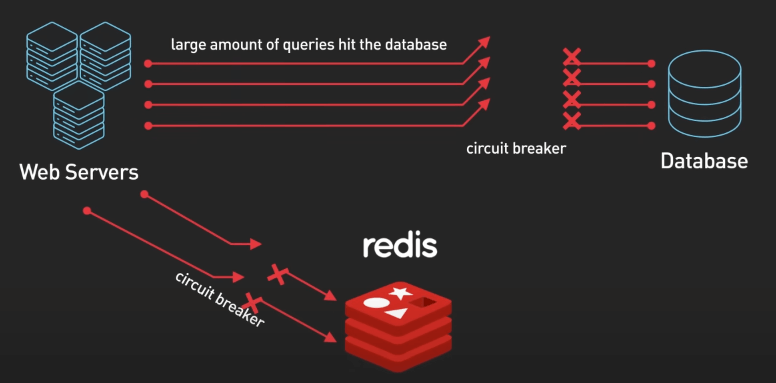 large amount of queries hit the database
circuit breaker
Web Servers
Database
redis
circuit breaker